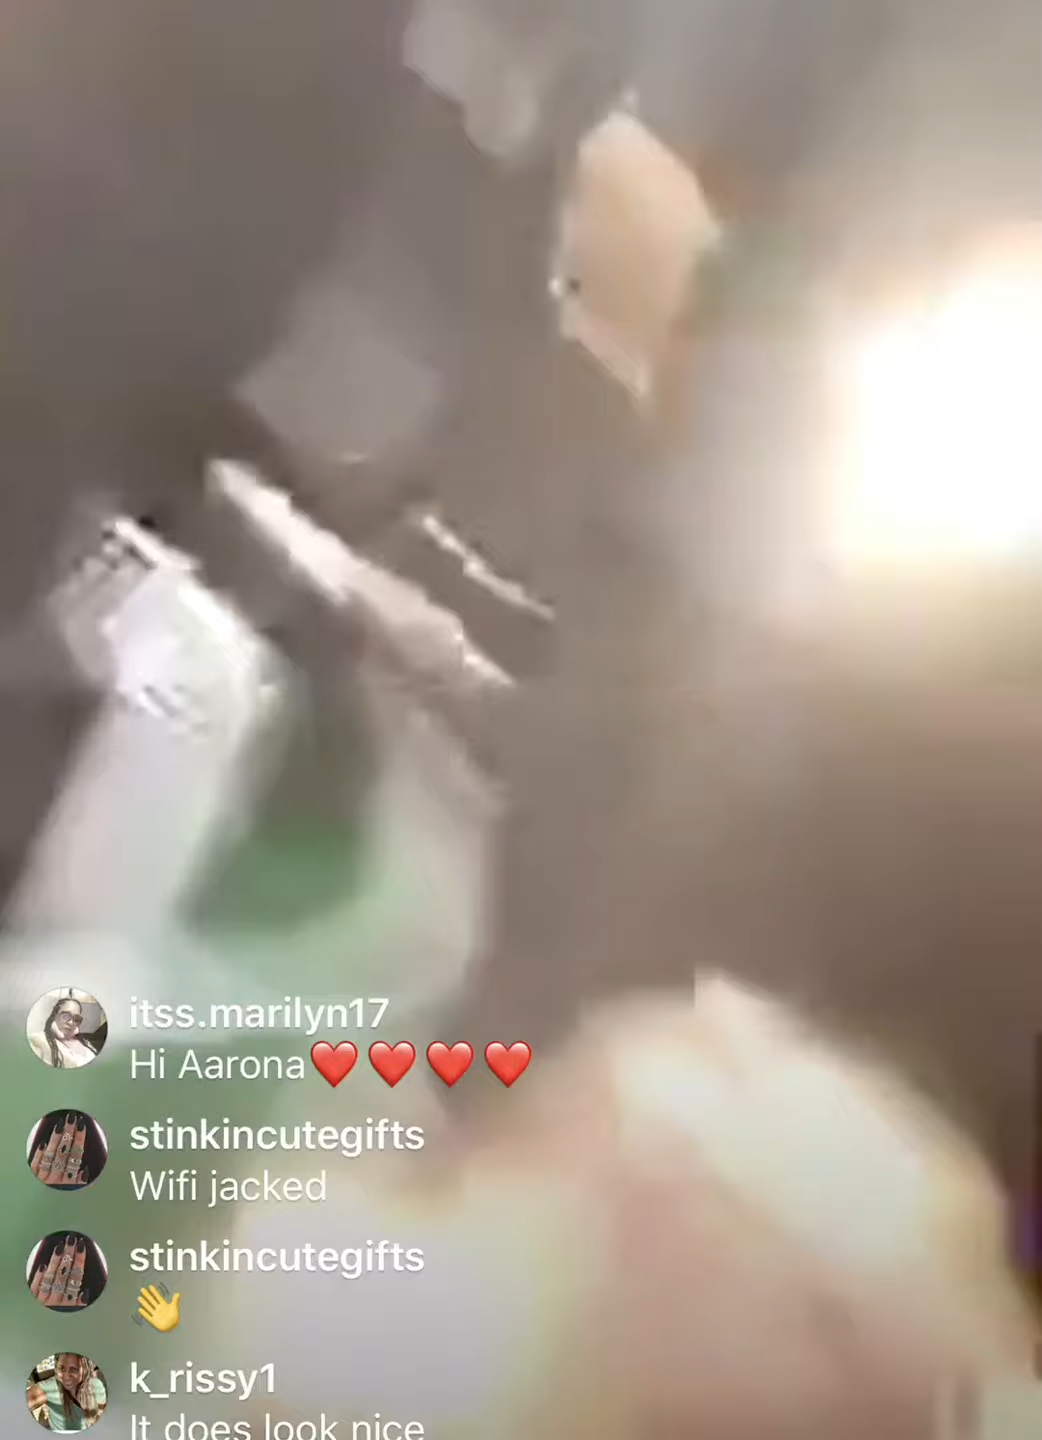 itss.marilyn17
Hi Aarona❤️❤️❤️❤️
stinkincutegifts
Wifi jacked
stinkincutegifts
👋
k_rissy1
It does look nice